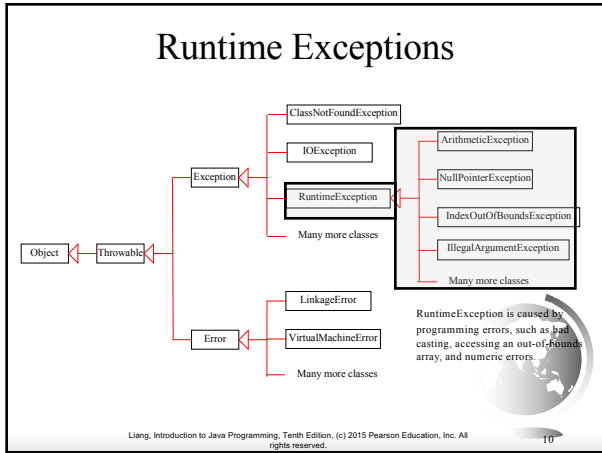 Runtime Exceptions
ClassNotFoundException
ArithmeticException
IOException
Exception
NullPointerException
RuntimeException
IndexOutOfBoundsException
Many more classes
Object
Throwable
IllegalArgumentException
Many more classes
LinkageError
RuntimeException is caused by
programming errors, such as bad
casting, accessing an out-of-bounds
array, and numeric errors.
Error
VirtualMachineError
Many more classes
Liang, Introduction to Java Programming, Tenth Edition, (c) 2015 Pearson Education, Inc. All
rights reserved.
10